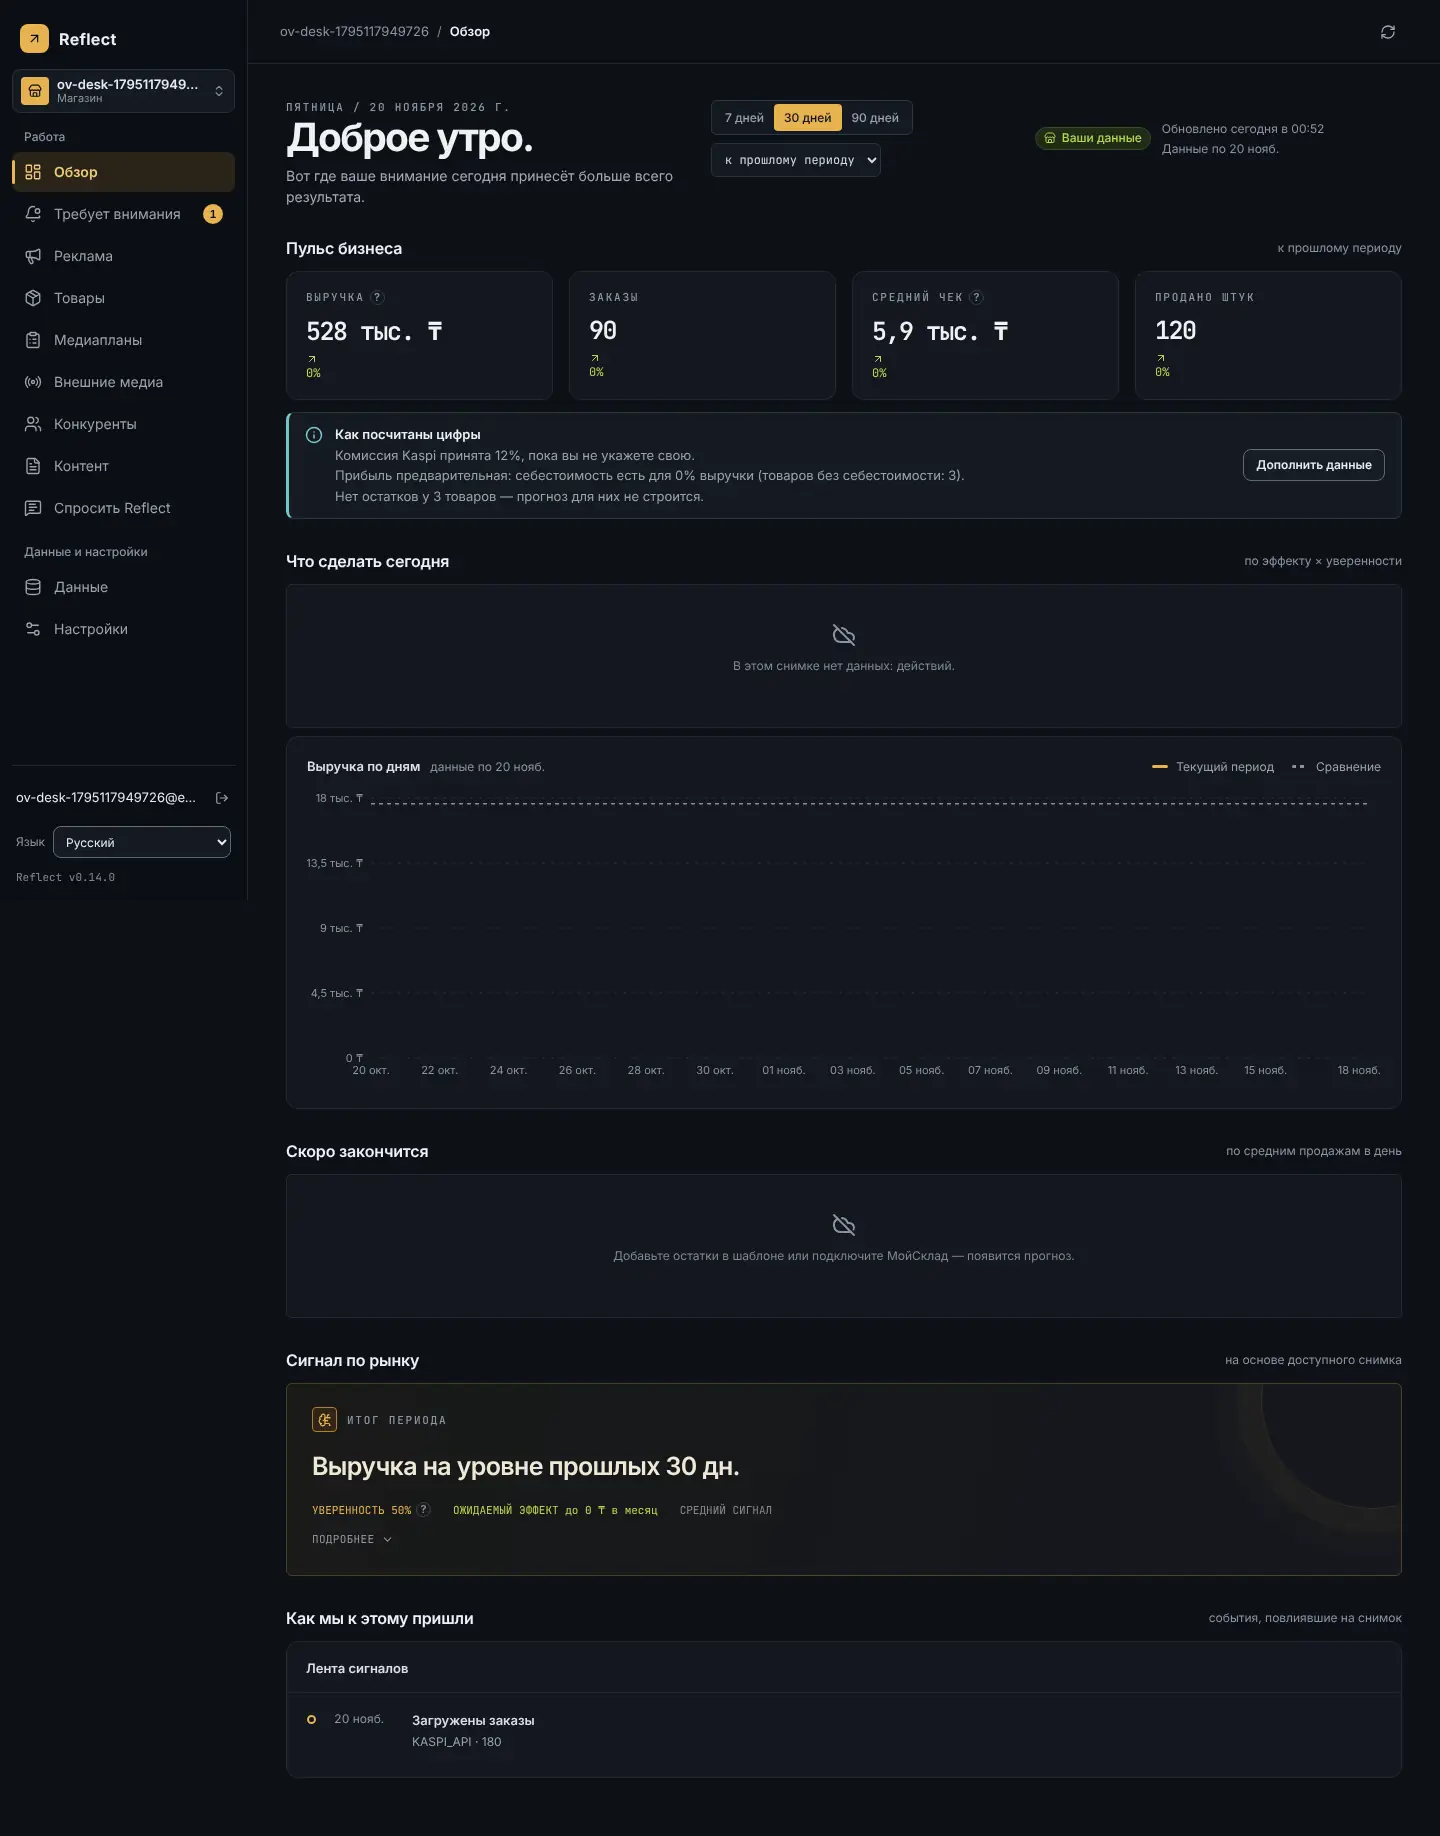 Reflect
ov-desk-1795117949...
Магазин
Работа
Обзор
Требует внимания 1
Реклама
Товары
Медиапланы
Внешние медиа
Конкуренты
Контент
Спросить Reflect
Данные и настройки
Данные
Настройки
ov-desk-1795117949726@e...
Язык Русский
Reflect v0.14.0
ov-desk-1795117949726 / Обзор
ПЯТНИЦА / 20 НОЯБРЯ 2026 Г.
Доброе утро.
Вот где ваше внимание сегодня принесёт больше всего
результата.
7 дней 30 дней 90 дней
к прошлому периоду
Ваши данные
Обновлено сегодня в 00:52
Данные по 20 нояб.
Пульс бизнеса
к прошлому периоду
ВЫРУЧКА ?
528 тыс. ₸
0%
ЗАКАЗЫ
90
0%
СРЕДНИЙ ЧЕК ?
5,9 тыс. ₸
0%
ПРОДАНО ШТУК
120
0%
Как посчитаны цифры
Комиссия Kaspi принята 12%, пока вы не укажете свою.
Прибыль предварительная: себестоимость есть для 0% выручки (товаров без себестоимости: 3).
Нет остатков у 3 товаров — прогноз для них не строится.
Дополнить данные
Что сделать сегодня
по эффекту × уверенности
В этом снимке нет данных: действий.
Выручка по дням данные по 20 нояб.
Текущий период Сравнение
18 тыс. ₸
13,5 тыс. ₸
9 тыс. ₸
4,5 тыс. ₸
0 ₸
20 окт. 22 окт. 24 окт. 26 окт. 28 окт. 30 окт. 01 нояб. 03 нояб. 05 нояб. 07 нояб. 09 нояб. 11 нояб. 13 нояб. 15 нояб. 18 нояб.
Скоро закончится
по средним продажам в день
Добавьте остатки в шаблоне или подключите МойСклад — появится прогноз.
Сигнал по рынку
на основе доступного снимка
ИТОГ ПЕРИОДА
Выручка на уровне прошлых 30 дн.
УВЕРЕННОСТЬ 50% ? ОЖИДАЕМЫЙ ЭФФЕКТ до 0 ₸ в месяц СРЕДНИЙ СИГНАЛ
ПОДРОБНЕЕ
Как мы к этому пришли
события, повлиявшие на снимок
Лента сигналов
20 нояб. Загружены заказы
KASPI_API · 180